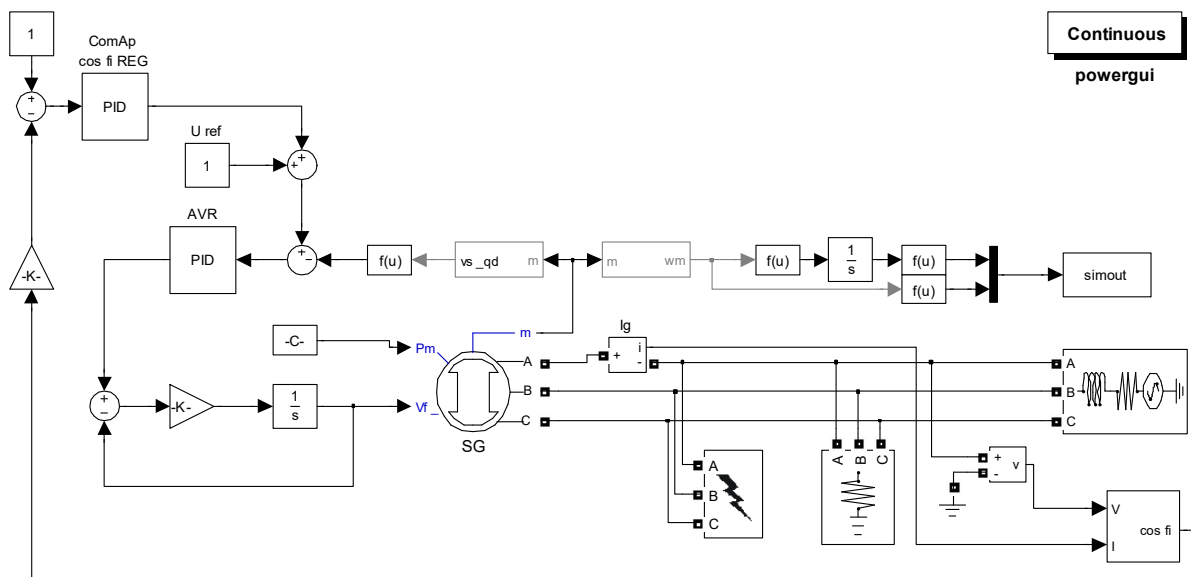 1
ComAp
cos fi REG
PID
+
−
Continuous
powergui
U ref
1
+
+
AVR
PID
+
−
f(u)
vs _qd
m
m
wm
f(u)
1
s
f(u)
f(u)
simout
-K-
-C-
Pm
m
Ig
+
i
-
A
B
C
A
B
C
+
−
-K-
1
s
Vf_
SG
A
B
C
A
B
C
+
-
v
V
I
cos fi